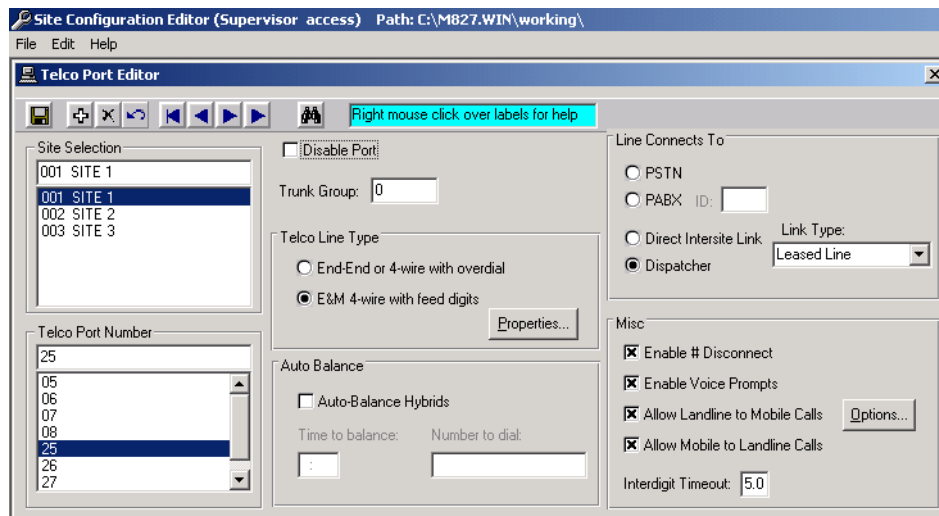 Site Configuration Editor (Supervisor access) Path: C:\M827.WIN\working\
File Edit Help
Telco Port Editor
Right mouse click over labels for help
Site Selection
001 SITE 1
001 SITE 1
002 SITE 2
003 SITE 3
Telco Port Number
25
05
06
07
08
25
26
27
Disable Port
Trunk Group: 0
Telco Line Type
End-End or 4-wire with overdial
E&M 4-wire with feed digits
Properties...
Auto Balance
Auto-Balance Hybrids
Time to balance: Number to dial:
:
Line Connects To
PSTN
PABX ID:
Direct Intersite Link
Dispatcher
Link Type:
Leased Line
Misc
Enable # Disconnect
Enable Voice Prompts
Allow Landline to Mobile Calls
Options...
Allow Mobile to Landline Calls
Interdigit Timeout: 5.0